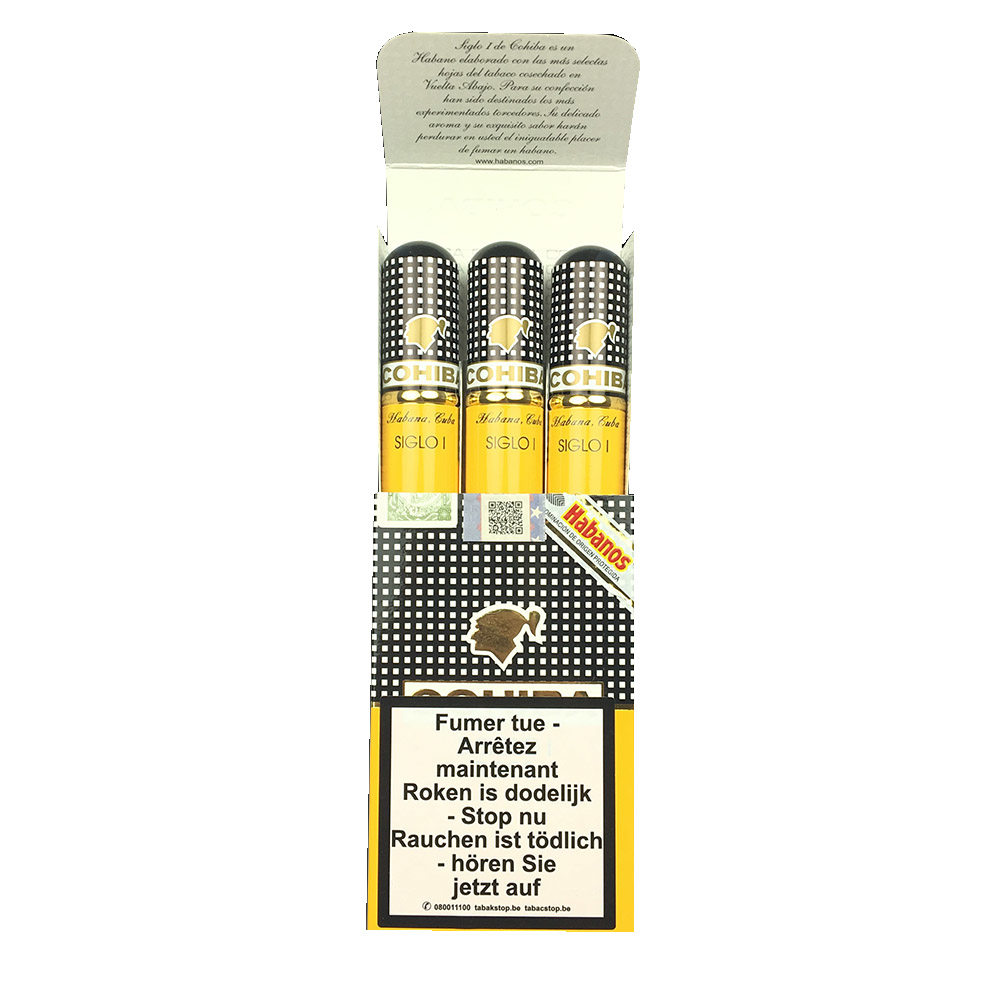 Siglo I de Cohiba es un
Habano elaborado con las más selectas
hojas del tabaco cosechado en
Vuelta Abajo. Para su confección
han sido destinados los más
experimentados torcedores. Su delicado
aroma y su exquisito sabor harán
perdurar en usted el inigualable placer
de fumar un habano.
www.habanos.com
COHIBA
COHIBA
COHIBA
Habana, Cuba
SIGLO I
Habana, Cuba
SIGLO I
Habana, Cuba
SIGLO I
Habanos
DENOMINACIÓN DE ORIGEN PROTEGIDA
COHIBA
Fumer tue -
Arrêtez
maintenant
Roken is dodelijk
- Stop nu
Rauchen ist tödlich
- hören Sie
jetzt auf
✆ 080011100 tabakstop.be tabacstop.be